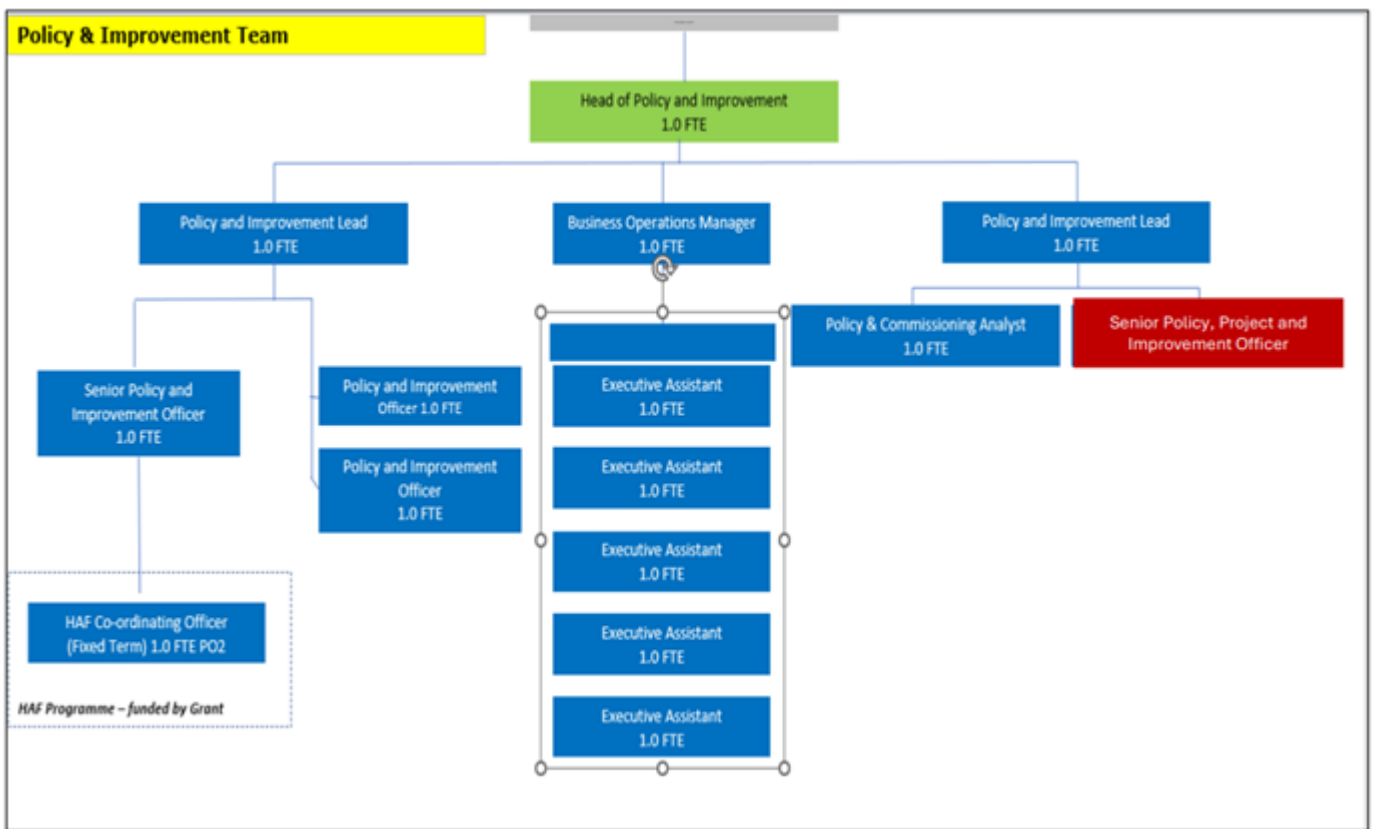 Policy & Improvement Team
Head of Policy and Improvement
1.0 FTE
Policy and Improvement Lead
1.0 FTE
Business Operations Manager
1.0 FTE
Policy and Improvement Lead
1.0 FTE
Policy & Commissioning Analyst
1.0 FTE
Senior Policy, Project and
Improvement Officer
Senior Policy and
Improvement Officer
1.0 FTE
Policy and Improvement
Officer 1.0 FTE
Policy and Improvement
Officer
1.0 FTE
Executive Assistant
1.0 FTE
Executive Assistant
1.0 FTE
Executive Assistant
1.0 FTE
Executive Assistant
1.0 FTE
Executive Assistant
1.0 FTE
HAF Co-ordinating Officer
(Fixed Term) 1.0 FTE PO2
HAF Programme – funded by Grant